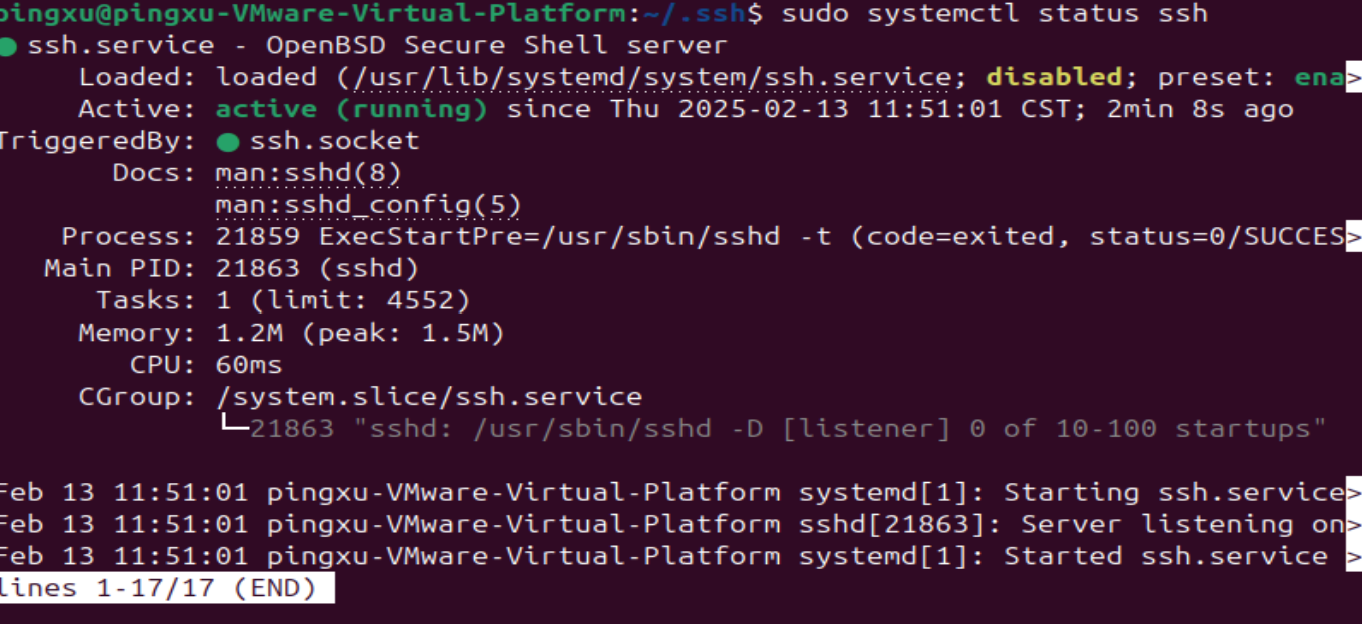 pingxu@pingxu-VMware-Virtual-Platform:~/.ssh$ sudo systemctl status ssh
● ssh.service - OpenBSD Secure Shell server
Loaded: loaded (/usr/lib/systemd/system/ssh.service; disabled; preset: ena>
Active: active (running) since Thu 2025-02-13 11:51:01 CST; 2min 8s ago
TriggeredBy: ● ssh.socket
Docs: man:sshd(8)
man:sshd_config(5)
Process: 21859 ExecStartPre=/usr/sbin/sshd -t (code=exited, status=0/SUCCES>
Main PID: 21863 (sshd)
Tasks: 1 (limit: 4552)
Memory: 1.2M (peak: 1.5M)
CPU: 60ms
CGroup: /system.slice/ssh.service
└─21863 "sshd: /usr/sbin/sshd -D [listener] 0 of 10-100 startups"
Feb 13 11:51:01 pingxu-VMware-Virtual-Platform systemd[1]: Starting ssh.service>
Feb 13 11:51:01 pingxu-VMware-Virtual-Platform sshd[21863]: Server listening on>
Feb 13 11:51:01 pingxu-VMware-Virtual-Platform systemd[1]: Started ssh.service >
lines 1-17/17 (END)